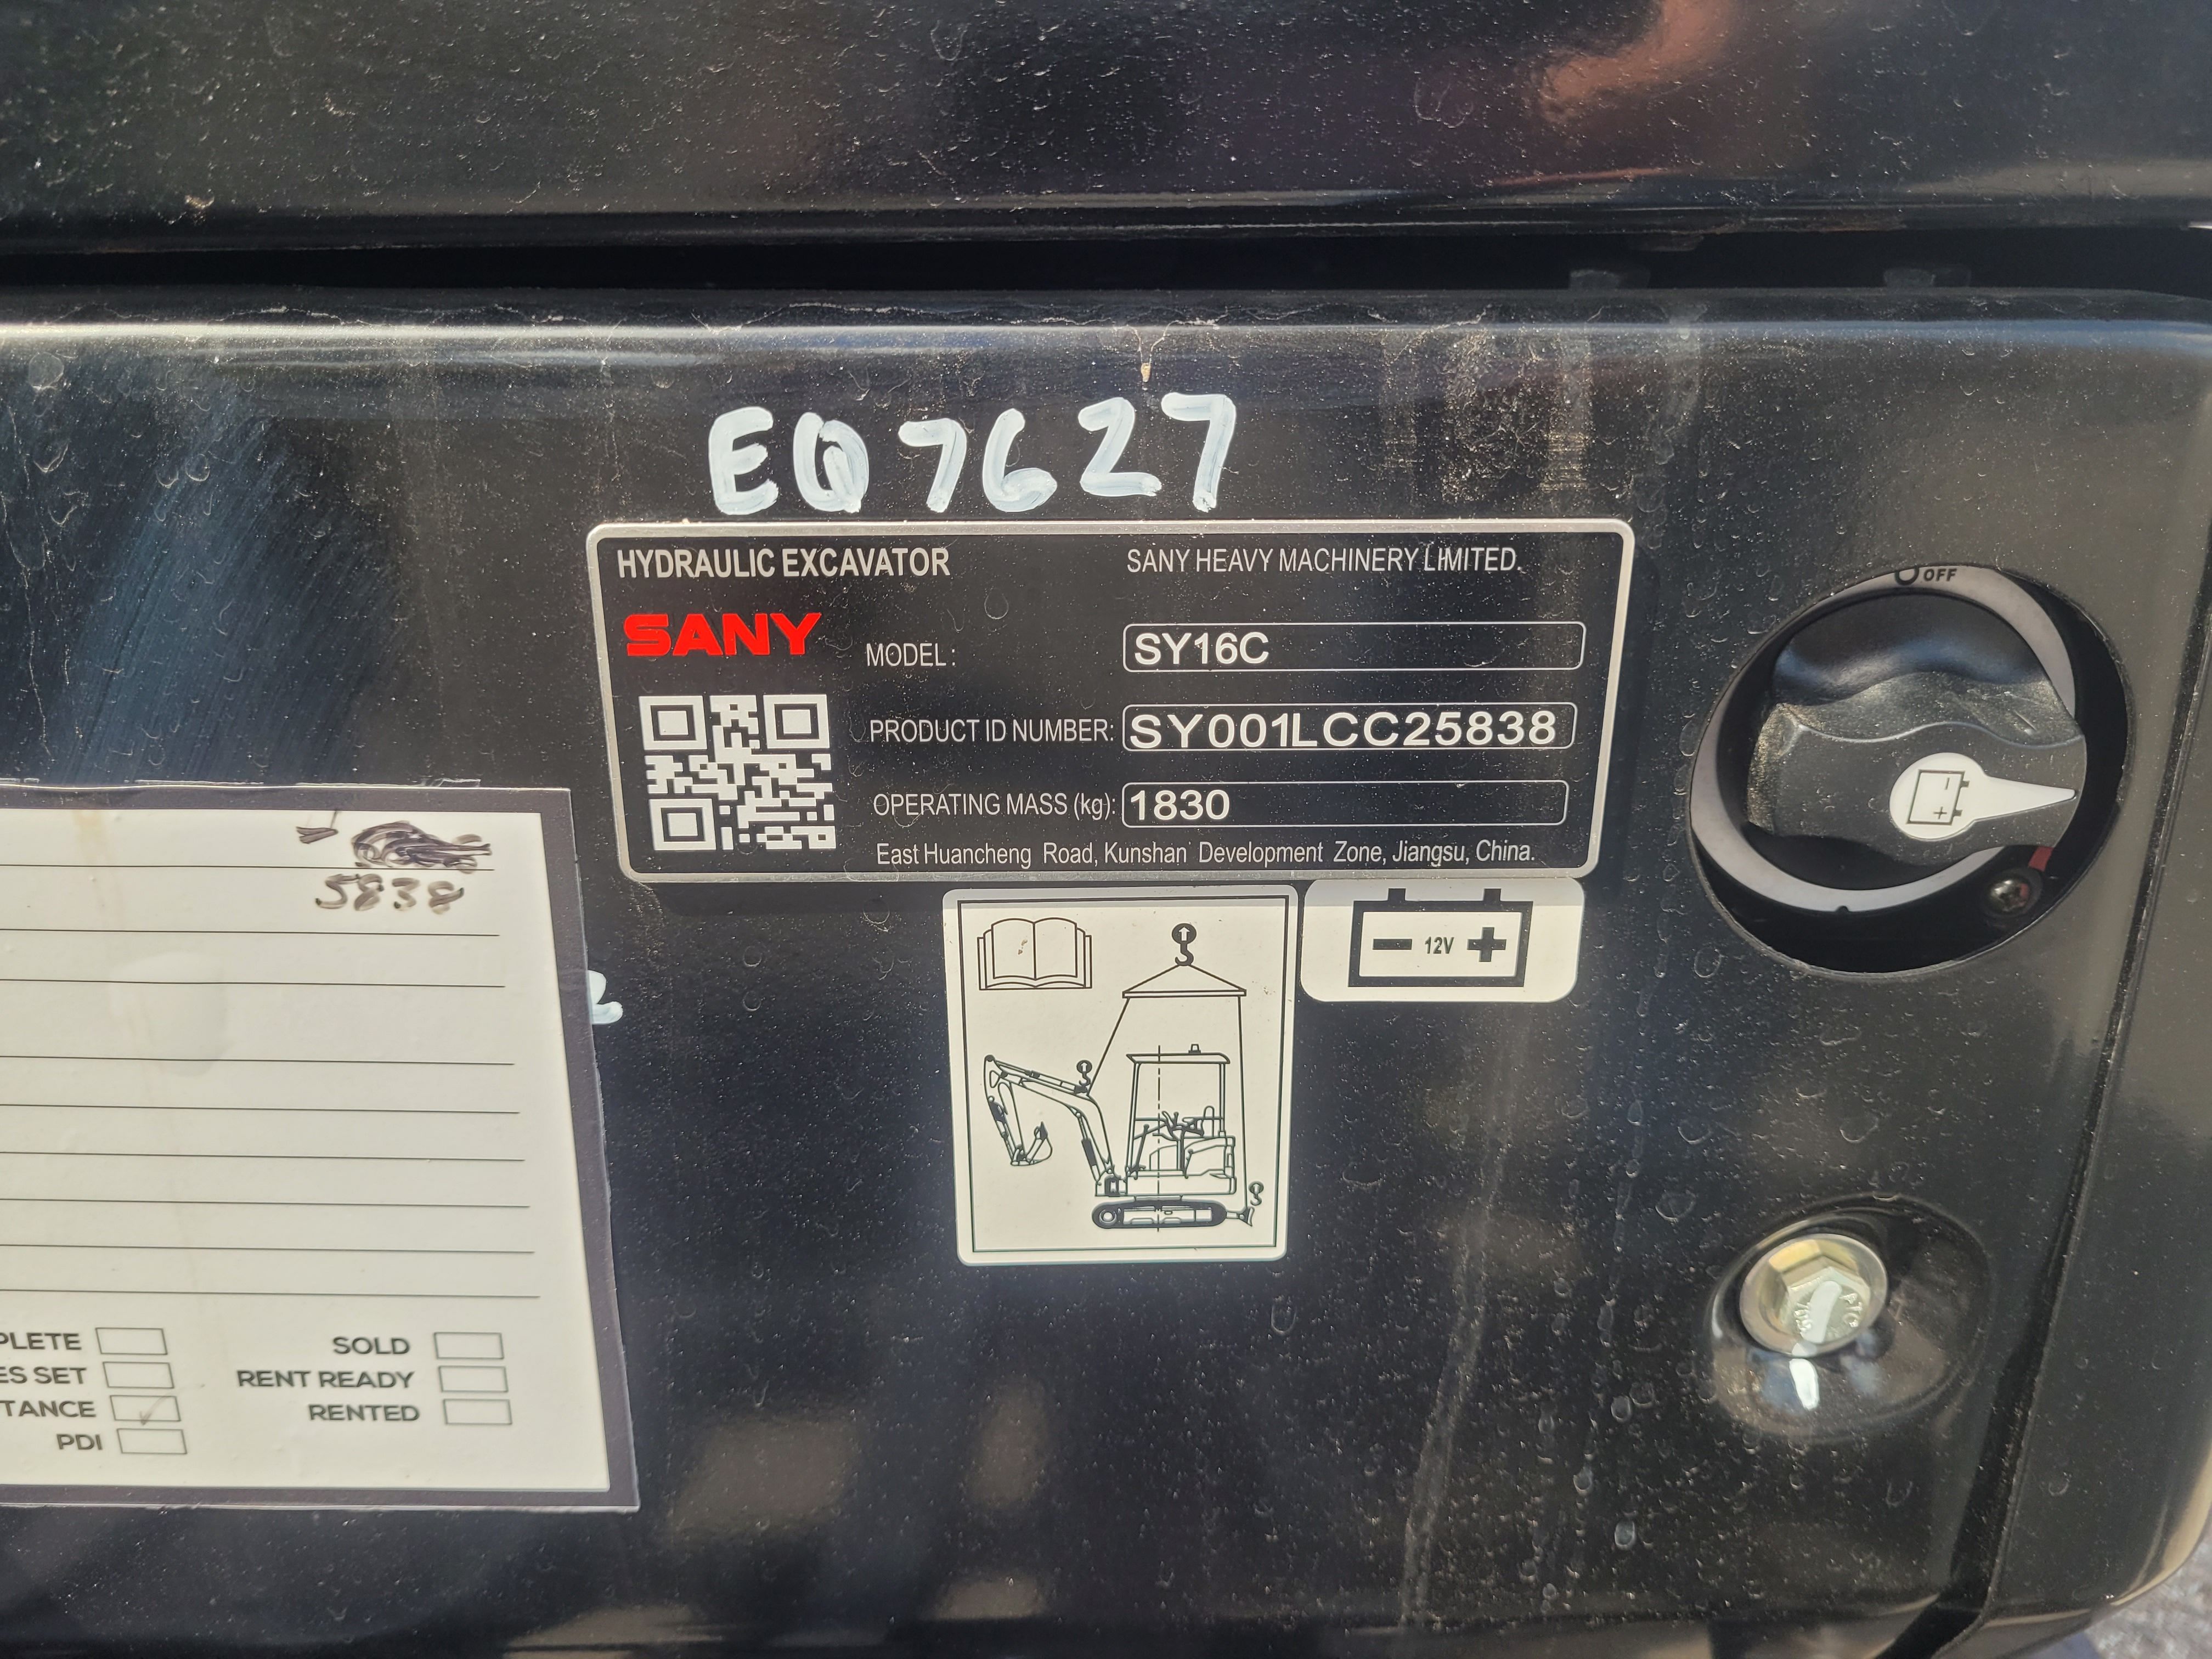 EQ7627
HYDRAULIC EXCAVATOR
SANY HEAVY MACHINERY LIMITED.
SANY
MODEL: SY16C
PRODUCT ID NUMBER: SY001LCC25838
OPERATING MASS (kg): 1830
East Huancheng Road, Kunshan Development Zone, Jiangsu, China.
OFF
- +
- 12V +
5838
PLETE
ES SET
TANCE
PDI
SOLD
RENT READY
RENTED